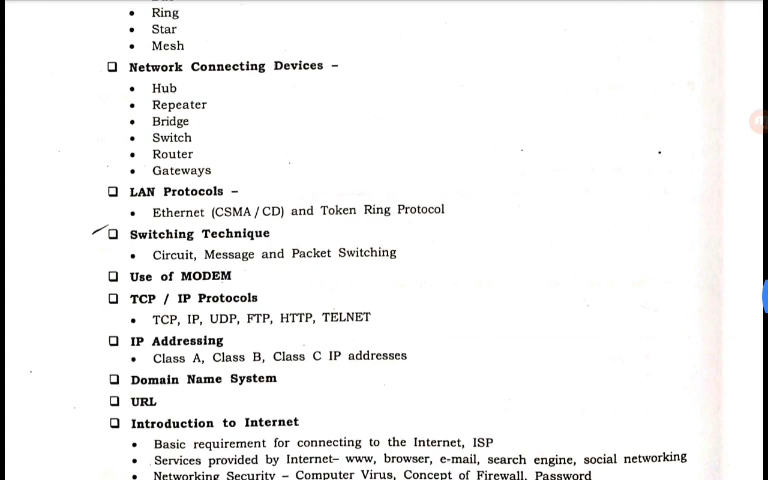 • Ring
• Star
• Mesh
❑ Network Connecting Devices –
• Hub
• Repeater
• Bridge
• Switch
• Router
• Gateways
❑ LAN Protocols –
• Ethernet (CSMA / CD) and Token Ring Protocol
❑ Switching Technique
• Circuit, Message and Packet Switching
❑ Use of MODEM
❑ TCP / IP Protocols
• TCP, IP, UDP, FTP, HTTP, TELNET
❑ IP Addressing
• Class A, Class B, Class C IP addresses
❑ Domain Name System
❑ URL
❑ Introduction to Internet
• Basic requirement for connecting to the Internet, ISP
• Services provided by Internet– www, browser, e-mail, search engine, social networking
• Networking Security – Computer Virus, Concept of Firewall, Password